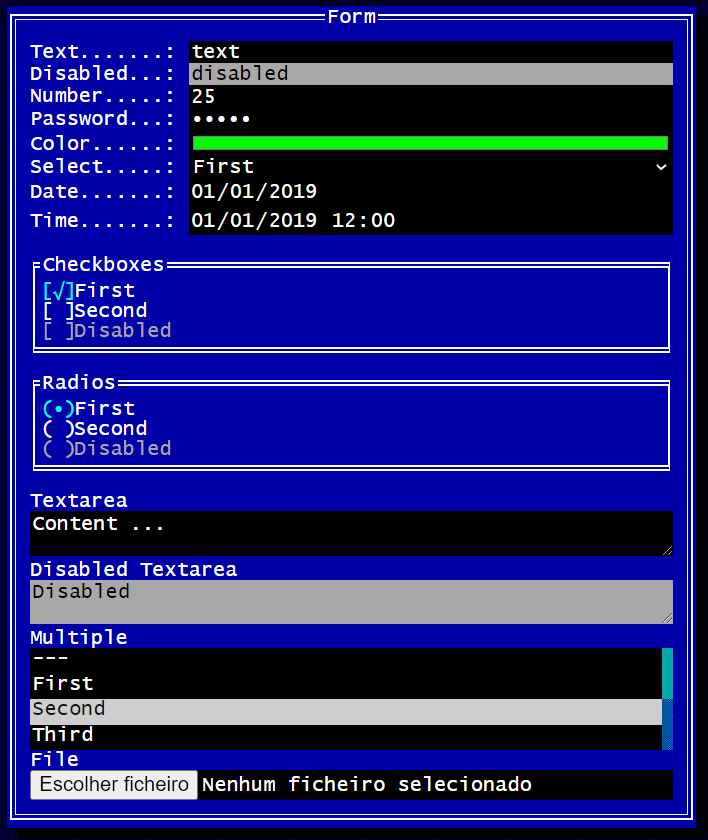 Form
Text.......: text
Disabled...: disabled
Number.....: 25
Password...: •••••
Color......:
Select.....: First
Date.......: 01/01/2019
Time.......: 01/01/2019 12:00
Checkboxes
[√]First
[ ]Second
[ ]Disabled
Radios
(•)First
( )Second
( )Disabled
Textarea
Content ...
Disabled Textarea
Disabled
Multiple
---
First
Second
Third
File
Escolher ficheiro Nenhum ficheiro selecionado